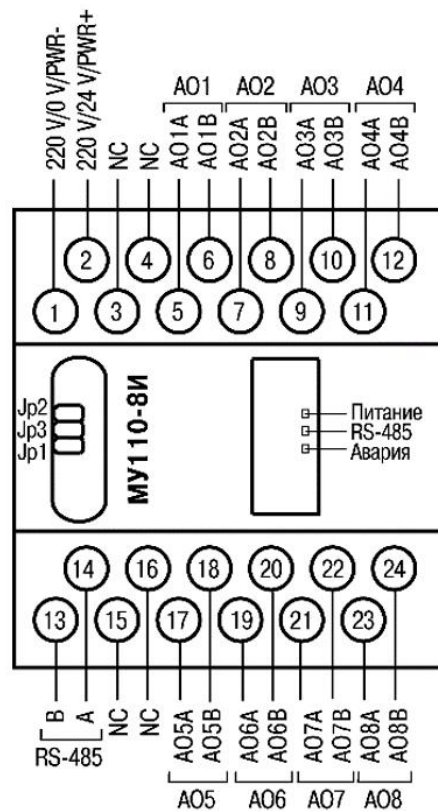 AO1 AO2 AO3 AO4
220 V/0 V/PWR-
220 V/24 V/PWR+
NC
NC
AO1A
AO1B
AO2A
AO2B
AO3A
AO3B
AO4A
AO4B
2 4 6 8 10 12
1 3 5 7 9 11
Jp2
Jp3
Jp1
МУ110-8И
Питание
RS-485
Авария
14 16 18 20 22 24
13 15 17 19 21 23
B
A
NC
NC
AO5A
AO5B
AO6A
AO6B
AO7A
AO7B
AO8A
AO8B
RS-485
AO5 AO6 AO7 AO8